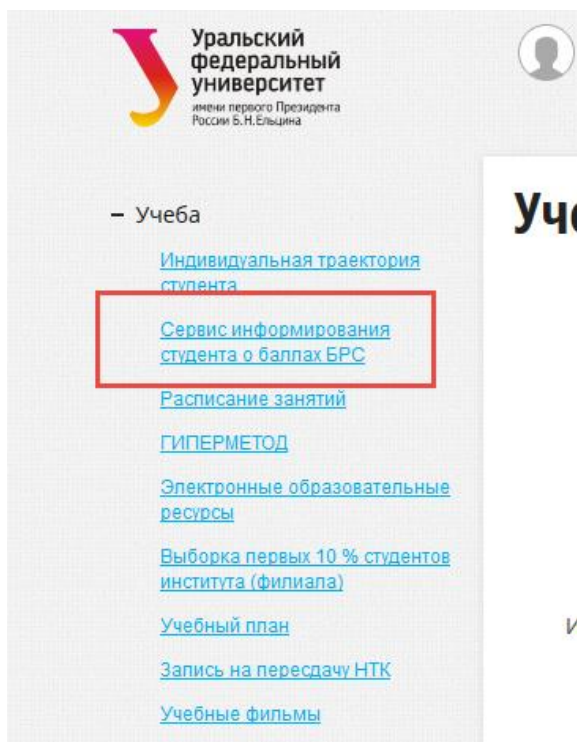 Уральский
федеральный
университет
имени первого Президента
России Б.Н.Ельцина
– Учеба
Индивидуальная траектория
студента
Сервис информирования
студента о баллах БРС
Расписание занятий
ГИПЕРМЕТОД
Электронные образовательные
ресурсы
Выборка первых 10 % студентов
института (филиала)
Учебный план
Запись на пересдачу НТК
Учебные фильмы